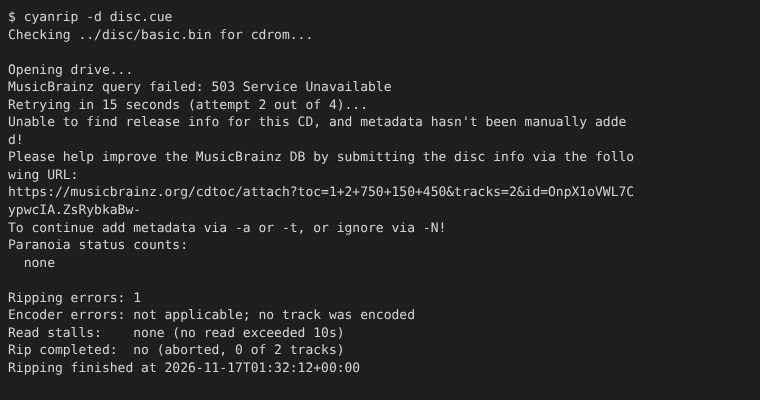 $ cyanrip -d disc.cue
Checking ../disc/basic.bin for cdrom...
Opening drive...
MusicBrainz query failed: 503 Service Unavailable
Retrying in 15 seconds (attempt 2 out of 4)...
Unable to find release info for this CD, and metadata hasn't been manually adde
d!
Please help improve the MusicBrainz DB by submitting the disc info via the follo
wing URL:
https://musicbrainz.org/cdtoc/attach?toc=1+2+750+150+450&tracks=2&id=OnpX1oVWL7C
ypwcIA.ZsRybkaBw-
To continue add metadata via -a or -t, or ignore via -N!
Paranoia status counts:
  none
Ripping errors: 1
Encoder errors: not applicable; no track was encoded
Read stalls:    none (no read exceeded 10s)
Rip completed:  no (aborted, 0 of 2 tracks)
Ripping finished at 2026-11-17T01:32:12+00:00